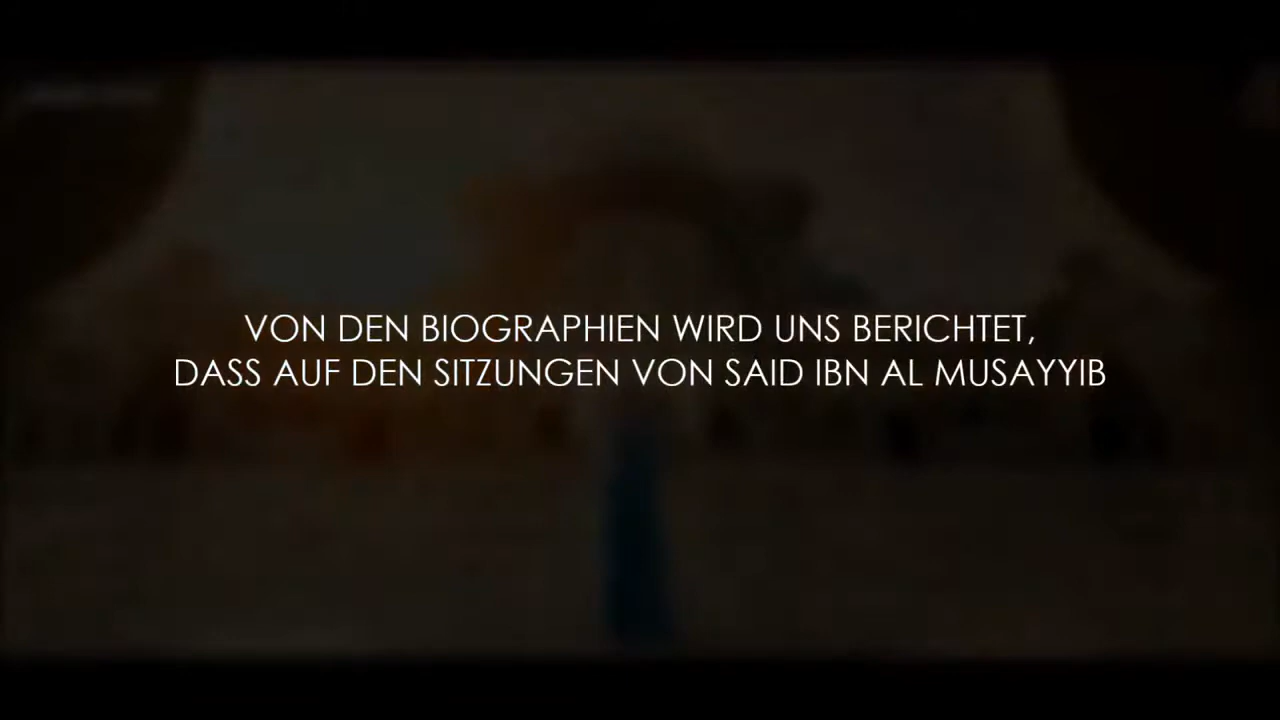 VON DEN BIOGRAPHIEN WIRD UNS BERICHTET,
DASS AUF DEN SITZUNGEN VON SAID IBN AL MUSAYYIB